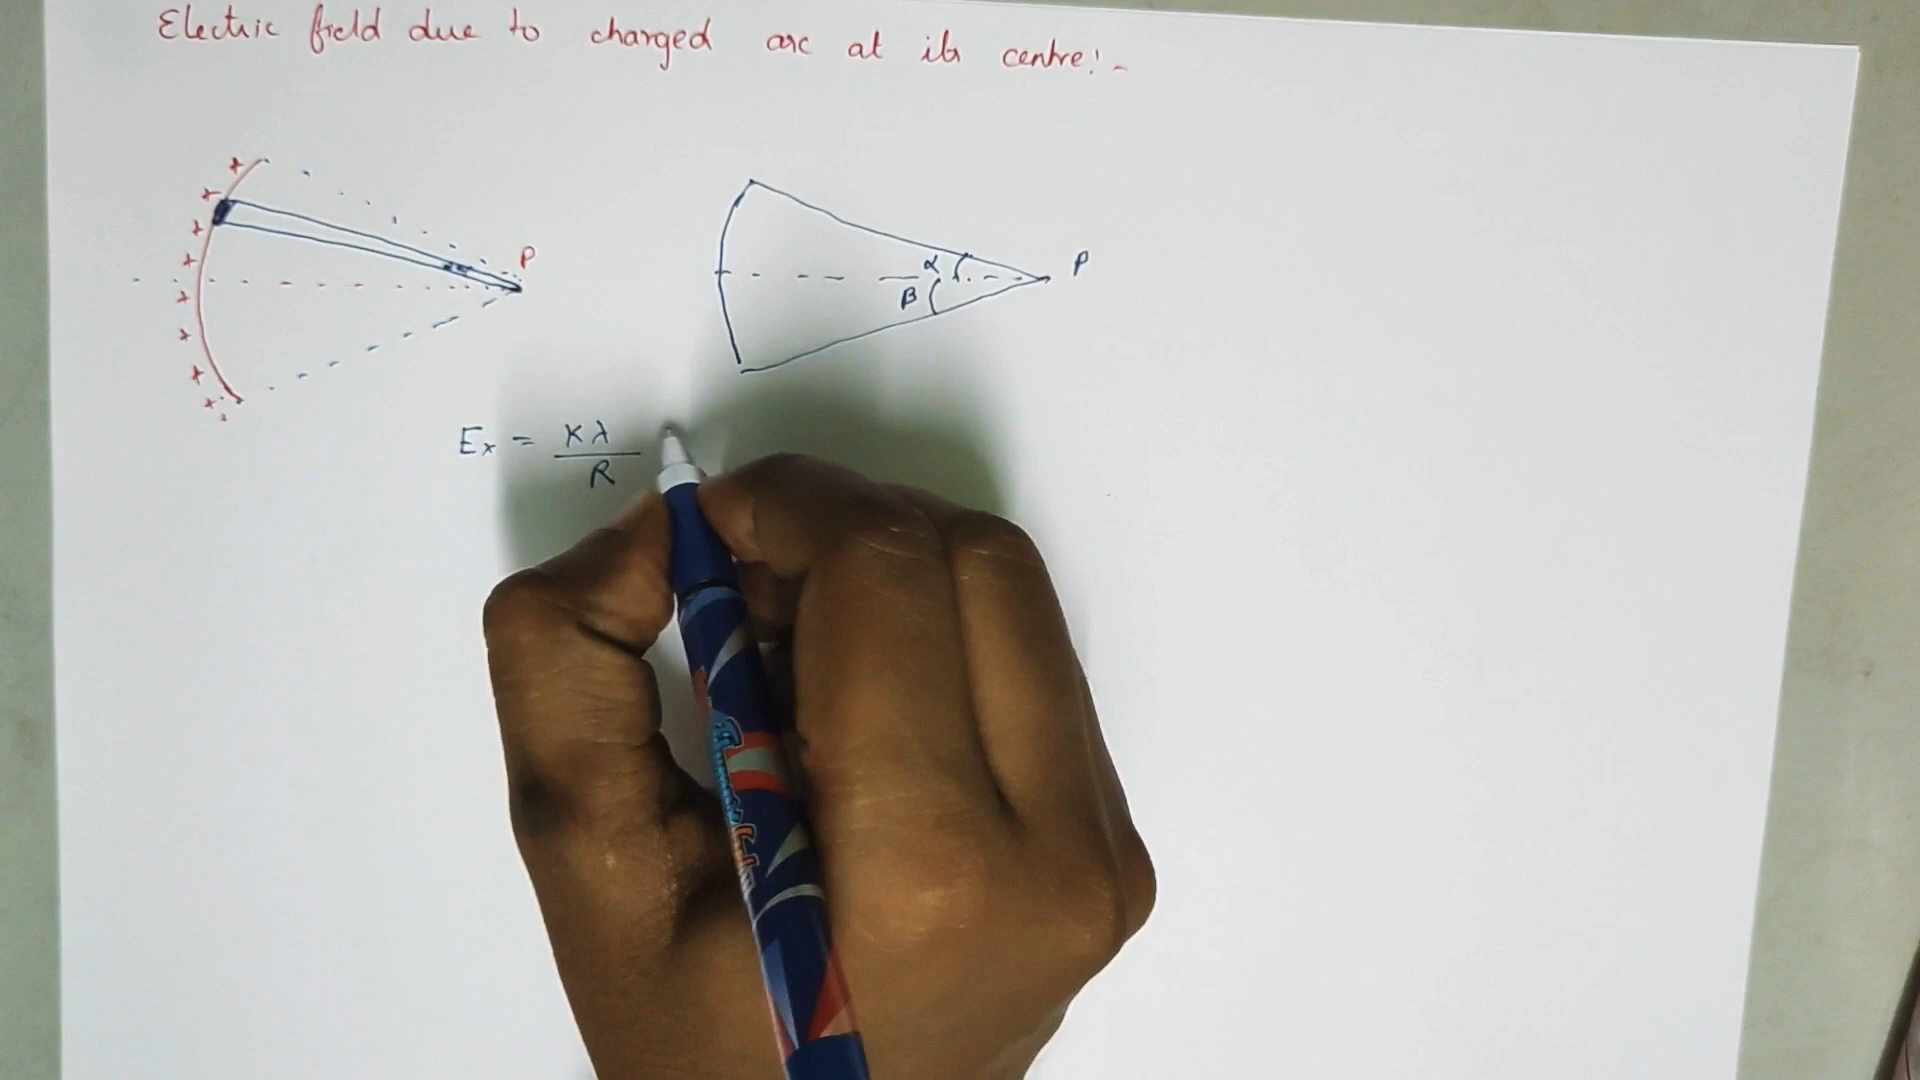 Electric field due to charged arc at its centre:-
P
α
β
P
Ex = Kλ
R